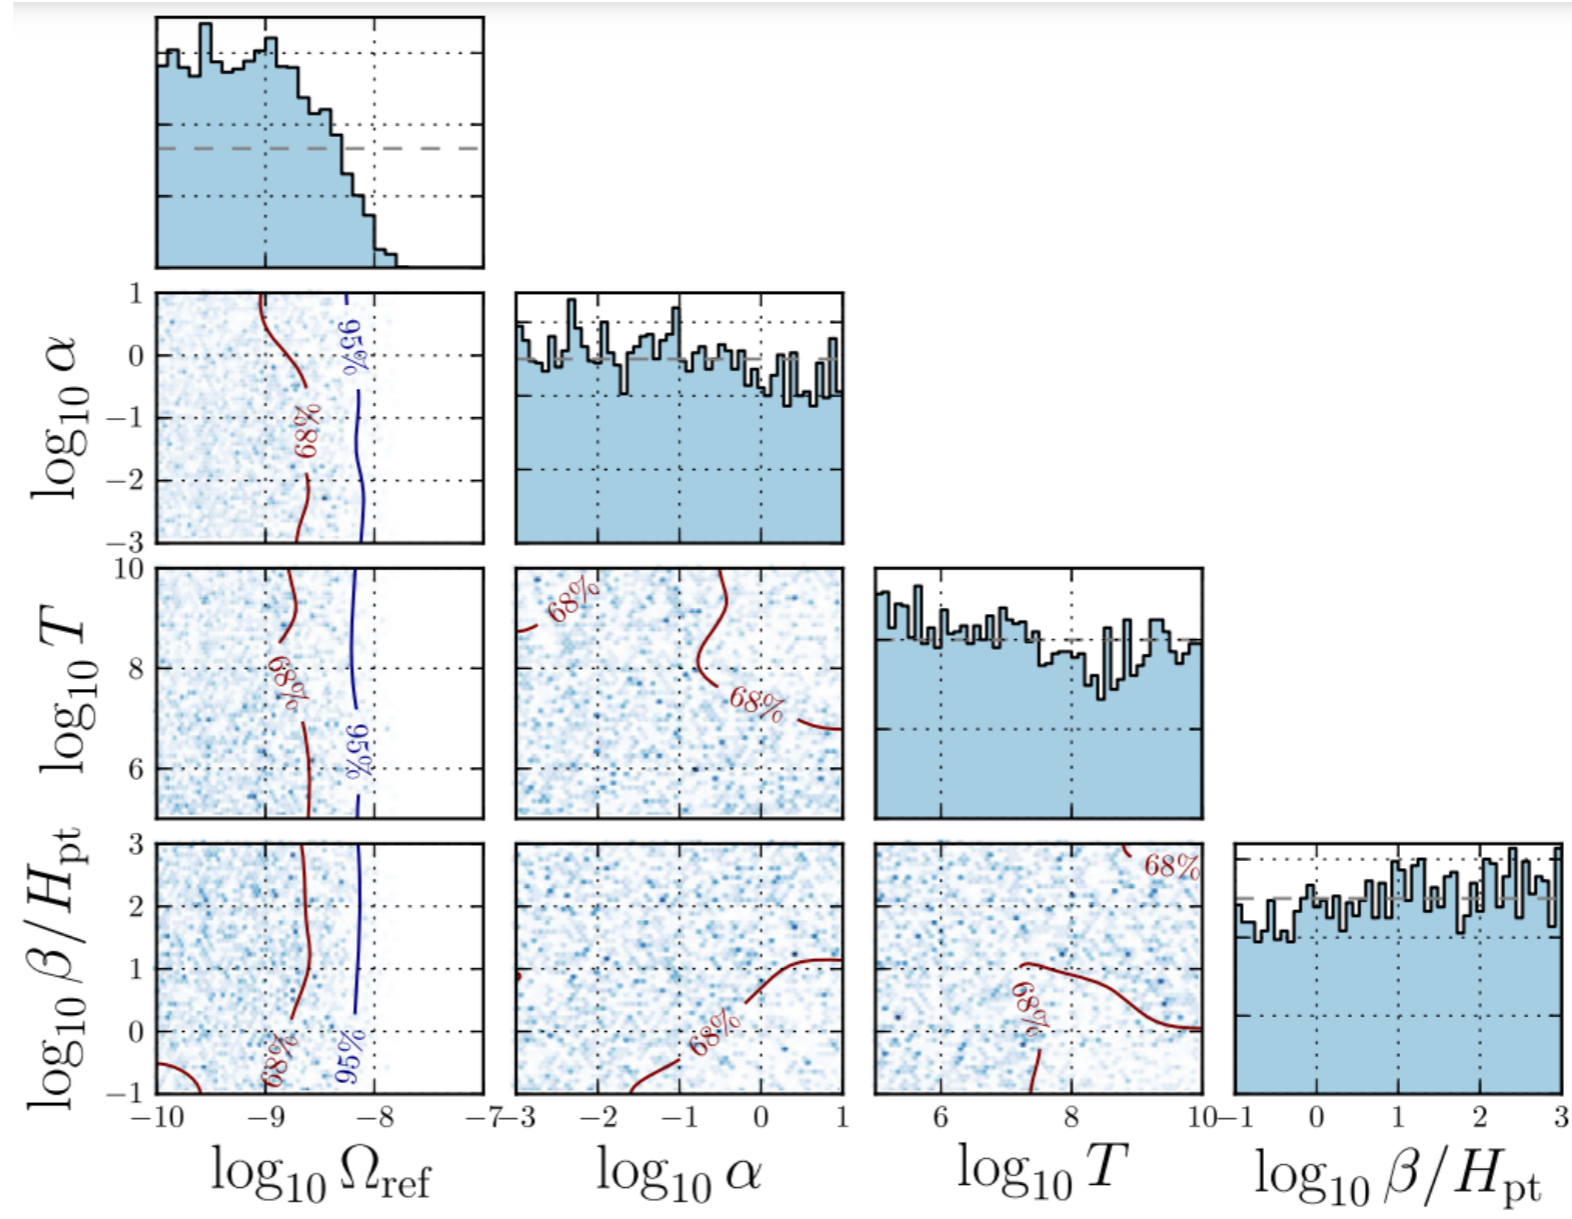 1
0
−1
−2
−3
log₁₀ α
95%
68%
10
8
6
log₁₀ T
68%
95%
68%
68%
3
2
1
0
−1
log₁₀ β/Hₚₜ
68%
95%
68%
68%
68%
−10 −9 −8 −7
−3 −2 −1 0 1
6 8 10
−1 0 1 2 3
log₁₀ Ωref
log₁₀ α
log₁₀ T
log₁₀ β/Hₚₜ